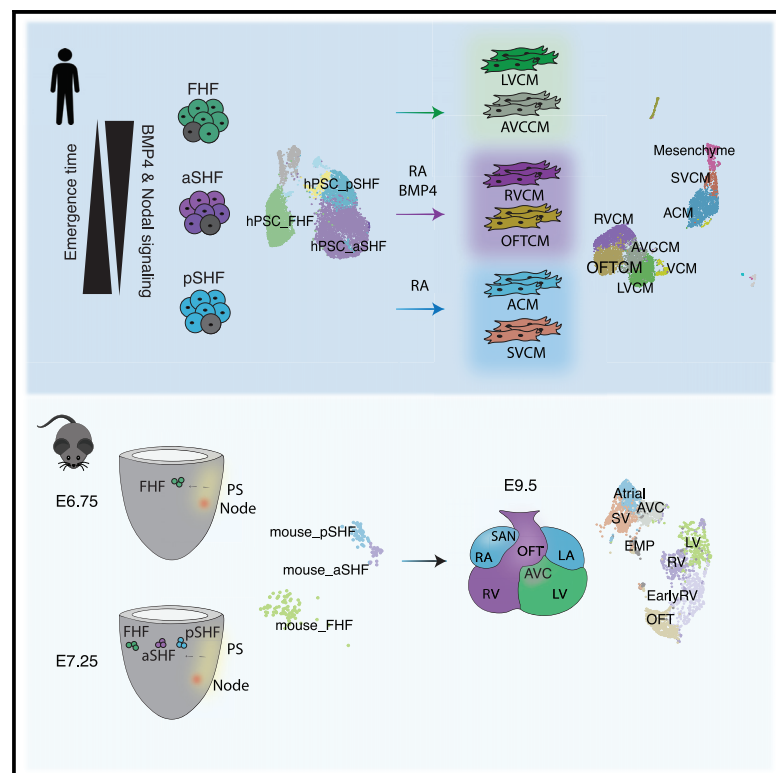 FHF
aSHF
pSHF
Emergence time
BMP4 & Nodal signaling
hPSC_pSHF
hPSC_FHF
hPSC_aSHF
RA
BMP4
RA
LVCM
AVCCM
RVCM
OFTCM
ACM
SVCM
Mesenchyme
SVCM
ACM
RVCM
AVCCM
OFTCM
VCM
LVCM
E6.75
FHF
PS
Node
E7.25
FHF
pSHF
aSHF
PS
Node
mouse_pSHF
mouse_aSHF
mouse_FHF
E9.5
SAN
OFT
RA
LA
AVC
RV
LV
Atrial
AVC
SV
EMP
LV
RV
EarlyRV
OFT